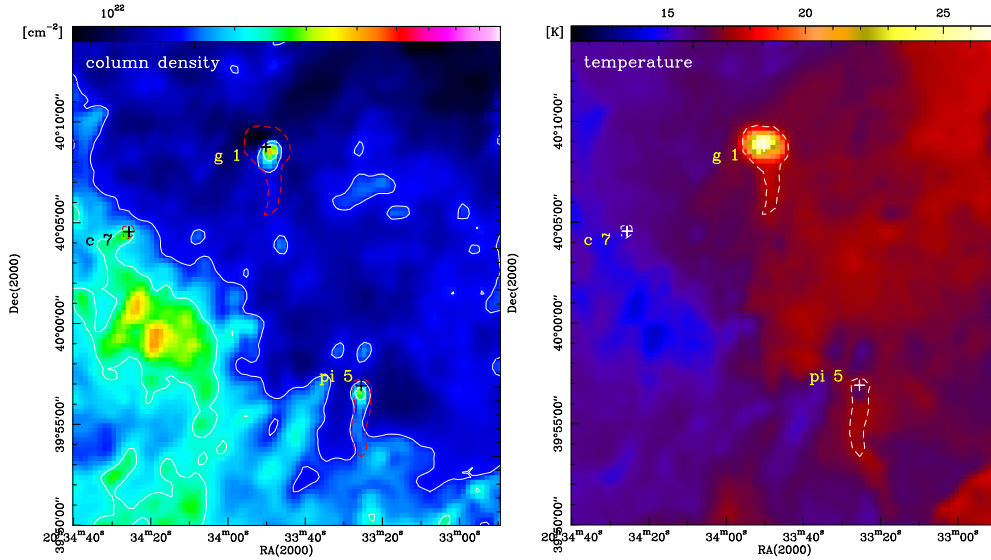 10²² 15 20 25
[cm⁻²] [K]
column density temperature
g 1 g 1
c 7 c 7
pi 5 pi 5
40°10'00"
40°05'00"
40°00'00"
39°55'00"
39°50'00"
Dec(2000)
20ʰ34ᵐ40ˢ 34ᵐ20ˢ 34ᵐ00ˢ 33ᵐ40ˢ 33ᵐ20ˢ 33ᵐ00ˢ
RA(2000)
Dec(2000)
40°10'00"
40°05'00"
40°00'00"
39°55'00"
39°50'00"
20ʰ34ᵐ40ˢ 34ᵐ20ˢ 34ᵐ00ˢ 33ᵐ40ˢ 33ᵐ20ˢ 33ᵐ00ˢ
RA(2000)